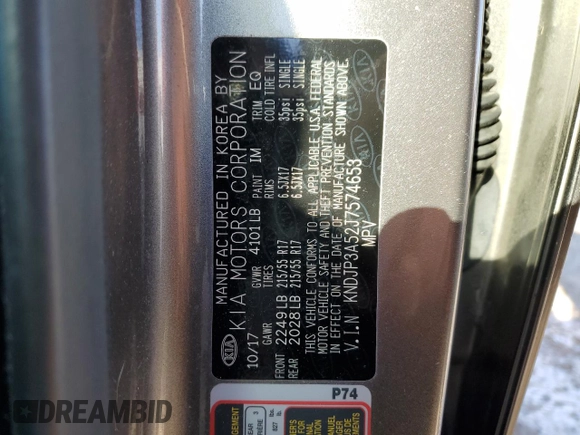 MANUFACTURED IN KOREA BY
KIA KIA MOTORS CORPORATION
10/17 GVWR 4101LB PAINT IM TRIM EQ
GAWR TIRES RIMS COLD TIRE INFL
FRONT 2249LB 215/55 R17 6.5JX17 35psi SINGLE
REAR 2028LB 215/55 R17 6.5JX17 35psi SINGLE
THIS VEHICLE CONFORMS TO ALL APPLICABLE U.S.A. FEDERAL
MOTOR VEHICLE SAFETY AND THEFT PREVENTION STANDARDS
IN EFFECT ON THE DATE OF MANUFACTURE SHOWN ABOVE.
V.I.N KNDJP3A52J7574653
MPV
P74
DREAMBID